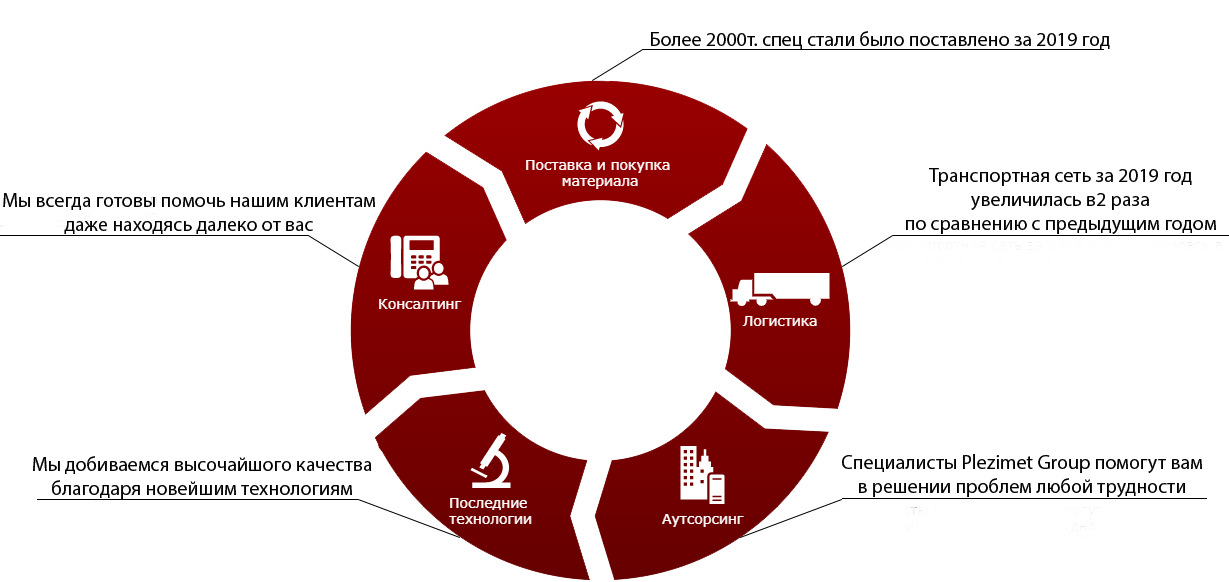 Более 2000т. спец стали было поставлено за 2019 год
Поставка и покупка
материала
Транспортная сеть за 2019 год
увеличилась в2 раза
по сравнению с предыдущим годом
Мы всегда готовы помочь нашим клиентам
даже находясь далеко от вас
Консалтинг
Логистика
Мы добиваемся высочайшого качества
благодаря новейшим технологиям
Последние
технологии
Аутсорсинг
Специалисты Plezimet Group помогут вам
в решении проблем любой трудности